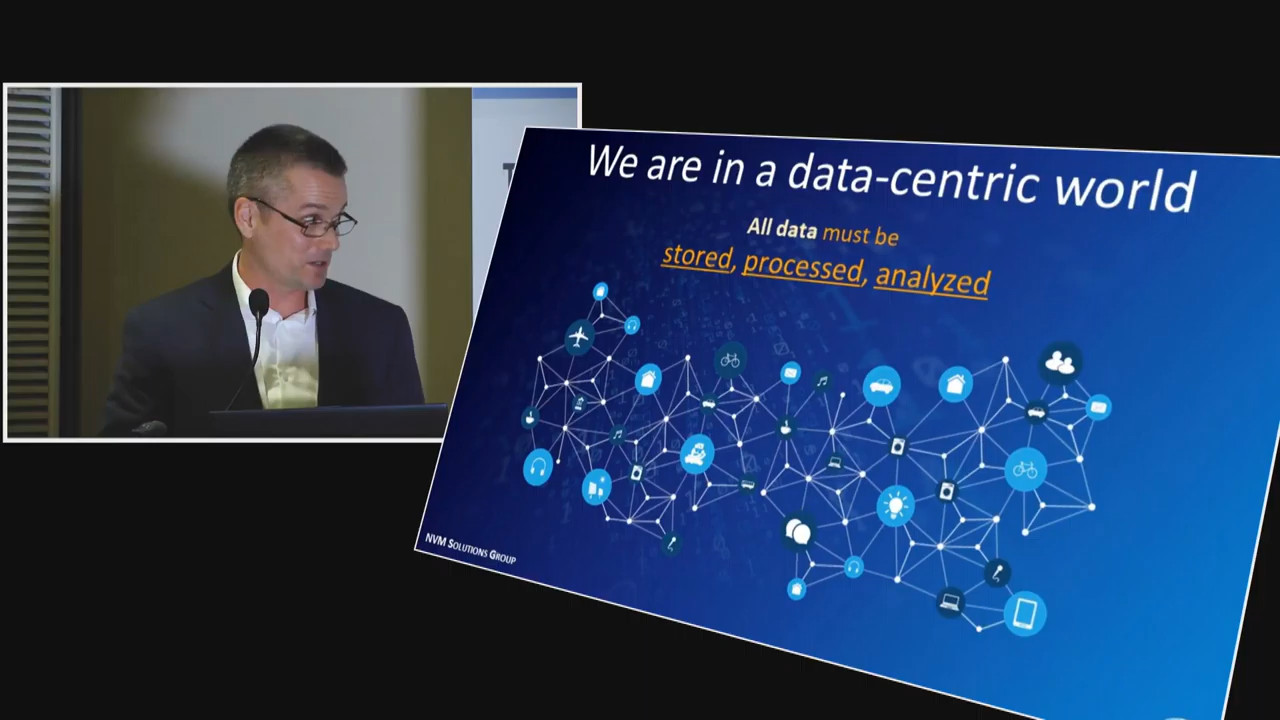 T
We are in a data-centric world
All data must be
stored, processed, analyzed
NVM SOLUTIONS GROUP